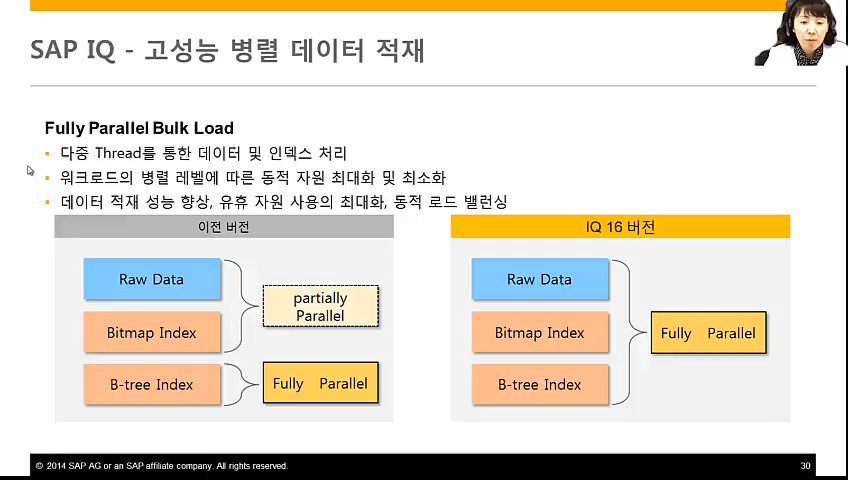 SAP IQ - 고성능 병렬 데이터 적재
Fully Parallel Bulk Load
다중 Thread를 통한 데이터 및 인덱스 처리
워크로드의 병렬 레벨에 따른 동적 자원 최대화 및 최소화
데이터 적재 성능 향상, 유휴 자원 사용의 최대화, 동적 로드 밸런싱
이전 버전
Raw Data
Bitmap Index
B-tree Index
partially
Parallel
Fully Parallel
IQ 16 버전
Raw Data
Bitmap Index
B-tree Index
Fully Parallel
© 2014 SAP AG or an SAP affiliate company. All rights reserved.
30